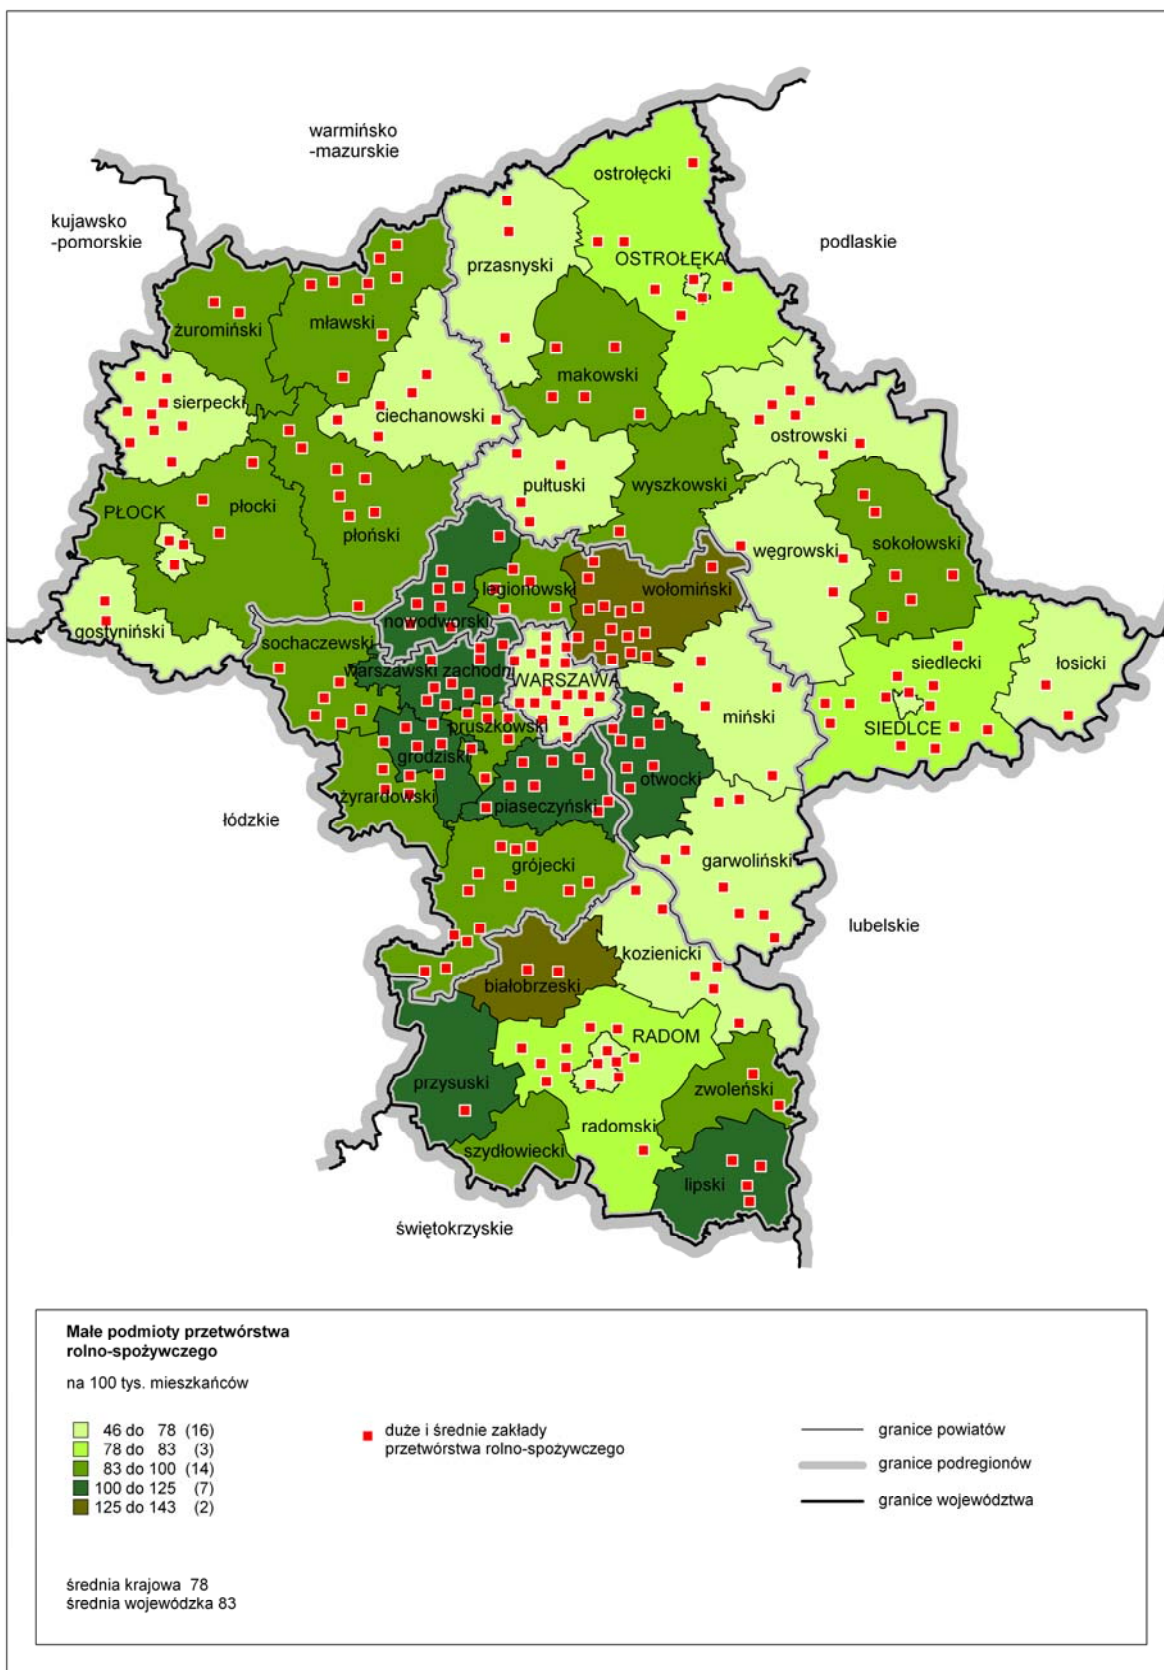 warmińsko
-mazurskie
kujawsko
-pomorskie
podlaskie
ostrołęcki
OSTROŁĘKA
przasnyski
żuromiński
mławski
makowski
sierpecki
ciechanowski
ostrowski
pułtuski
wyszkowski
PŁOCK
płocki
płoński
węgrowski
sokołowski
legionowski
wołomiński
nowodworski
gostyniński
sochaczewski
warszawski zachodni
WARSZAWA
siedlecki
łosicki
SIEDLCE
miński
pruszkowski
grodziski
otwocki
żyrardowski
piaseczyński
łódzkie
grójecki
garwoliński
lubelskie
kozienicki
białobrzeski
RADOM
przysuski
zwoleński
radomski
szydłowiecki
lipski
świętokrzyskie
Małe podmioty przetwórstwa
rolno-spożywczego
na 100 tys. mieszkańców
46 do 78 (16)
78 do 83 (3)
83 do 100 (14)
100 do 125 (7)
125 do 143 (2)
duże i średnie zakłady
przetwórstwa rolno-spożywczego
granice powiatów
granice podregionów
granice województwa
średnia krajowa 78
średnia wojewódzka 83